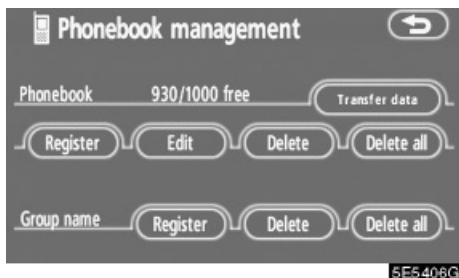 Phonebook management
Phonebook 930/1000 free Transfer data
Register Edit Delete Delete all
Group name Register Delete Delete all
5E5406G